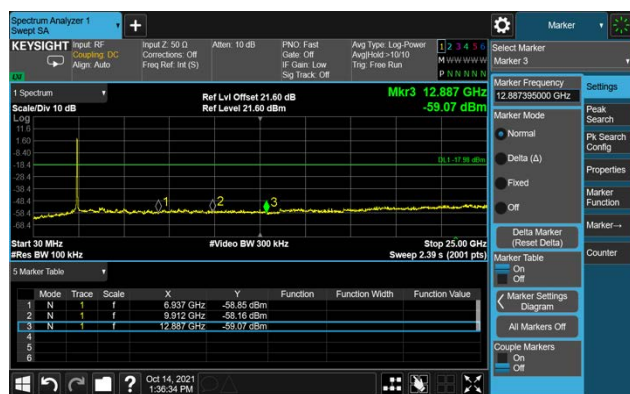 Spectrum Analyzer 1
Swept SA
Marker
KEYSIGHT
Input: RF
Coupling: DC
Align: Auto
Input Z: 50 Ω
Corrections: Off
Freq Ref: Int (S)
Atten: 10 dB
PNO: Fast
Gate: Off
IF Gain: Low
Sig Track: Off
Avg Type: Log-Power
Avg|Hold:>10/10
Trig: Free Run
1 2 3 4 5 6
M W W W W W
P N N N N N
Select Marker
Marker 3
LXI
1 Spectrum
Scale/Div 10 dB
Ref Lvl Offset 21.60 dB
Ref Level 21.60 dBm
Mkr3 12.887 GHz
-59.07 dBm
Log
11.6
1.60
-8.40
-18.4
-28.4
-38.4
-48.4
-58.4
-68.4
DL1 -17.98 dBm
1
2
3
Start 30 MHz
#Res BW 100 kHz
#Video BW 300 kHz
Stop 25.00 GHz
Sweep 2.39 s (2001 pts)
5 Marker Table
Mode Trace Scale X Y Function Function Width Function Value
1 N 1 f 6.937 GHz -58.85 dBm
2 N 1 f 9.912 GHz -58.16 dBm
3 N 1 f 12.887 GHz -59.07 dBm
4
5
6
Marker Frequency
12.887395000 GHz
Marker Mode
Normal
Delta (Δ)
Fixed
Off
Delta Marker
(Reset Delta)
Marker Table
On
Off
Marker Settings
Diagram
All Markers Off
Couple Markers
On
Off
Settings
Peak
Search
Pk Search
Config
Properties
Marker
Function
Marker→
Counter
?
Oct 14, 2021
1:36:34 PM